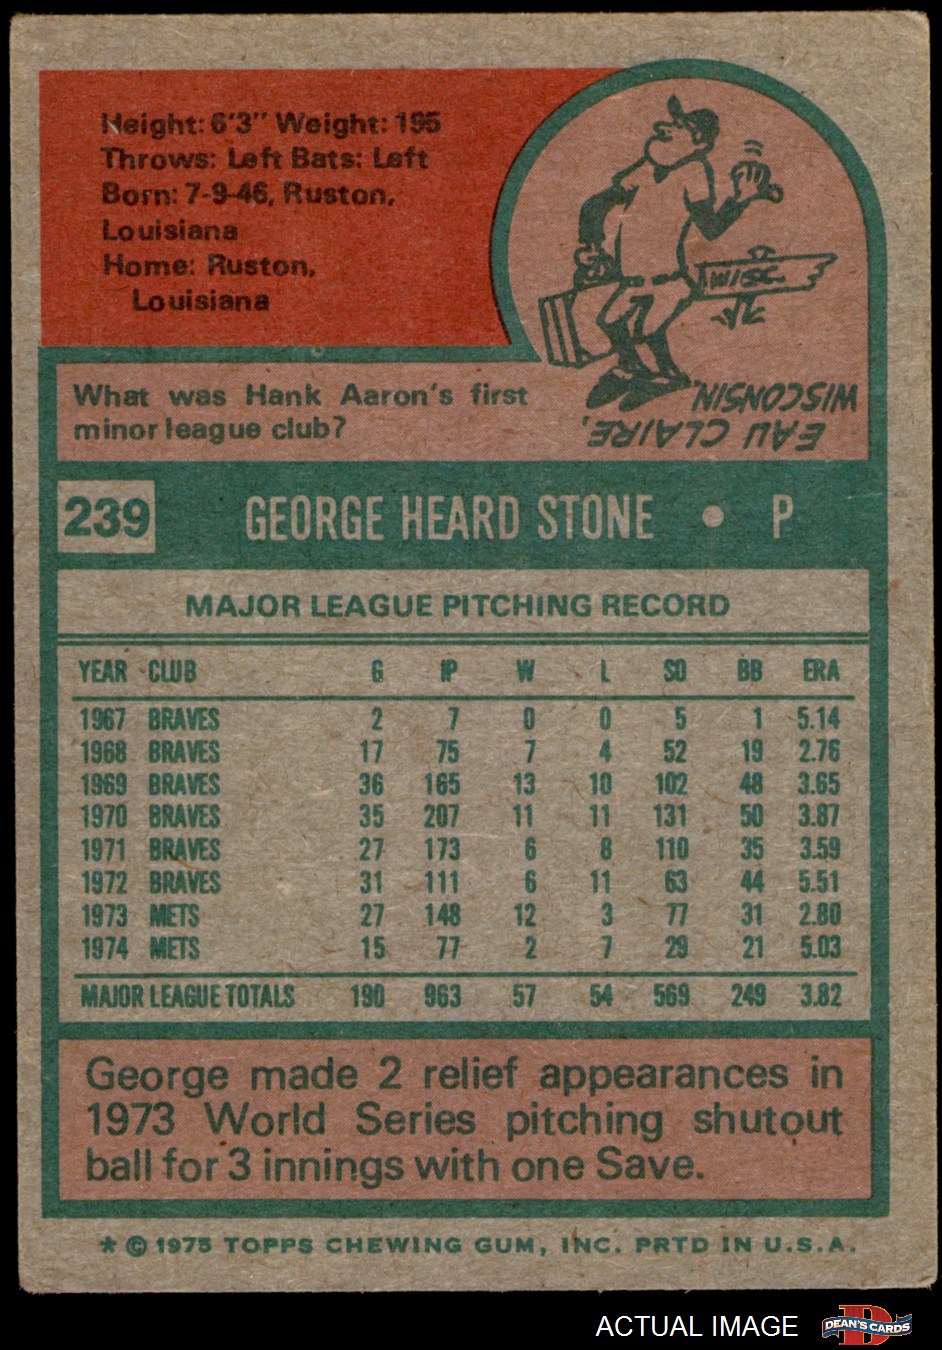 Height: 6'3" Weight: 195
Throws: Left Bats: Left
Born: 7-9-46, Ruston,
Louisiana
Home: Ruston,
Louisiana
WISC.
What was Hank Aaron's first
minor league club?
EAU CLAIRE,
WISCONSIN.
239 GEORGE HEARD STONE • P
MAJOR LEAGUE PITCHING RECORD
YEAR CLUB G IP W L SO BB ERA
1967 BRAVES 2 7 0 0 5 1 5.14
1968 BRAVES 17 75 7 4 52 19 2.76
1969 BRAVES 36 165 13 10 102 48 3.65
1970 BRAVES 35 207 11 11 131 50 3.87
1971 BRAVES 27 173 6 8 110 35 3.59
1972 BRAVES 31 111 6 11 63 44 5.51
1973 METS 27 148 12 3 77 31 2.80
1974 METS 15 77 2 7 29 21 5.03
MAJOR LEAGUE TOTALS 190 963 57 54 569 249 3.82
George made 2 relief appearances in
1973 World Series pitching shutout
ball for 3 innings with one Save.
* © 1975 TOPPS CHEWING GUM, INC. PRTD IN U.S.A.
ACTUAL IMAGE
D
DEAN'S CARDS